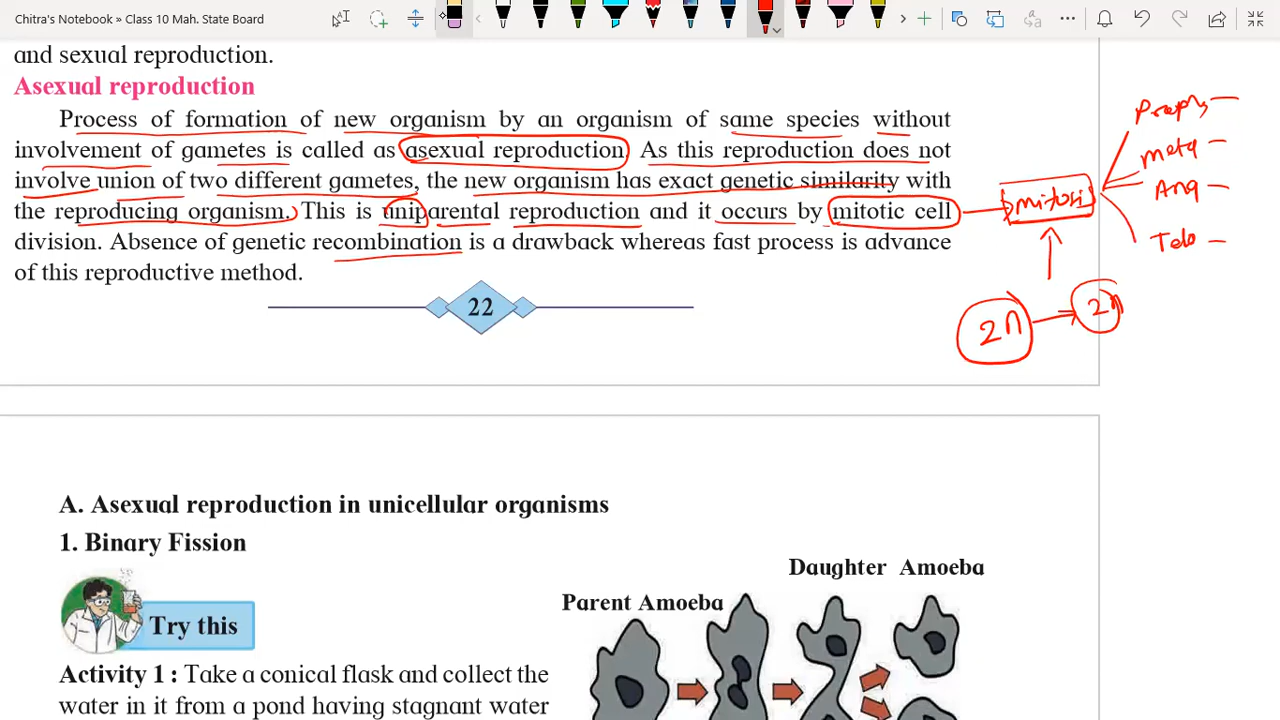 Chitra's Notebook » Class 10 Mah. State Board
and sexual reproduction.
Asexual reproduction
Process of formation of new organism by an organism of same species without
involvement of gametes is called as asexual reproduction. As this reproduction does not
involve union of two different gametes, the new organism has exact genetic similarity with
the reproducing organism. This is uniparental reproduction and it occurs by mitotic cell
division. Absence of genetic recombination is a drawback whereas fast process is advance
of this reproductive method.
mitosis
Meta
Ana
Telo
2n
2n
22
A. Asexual reproduction in unicellular organisms
1. Binary Fission
Try this
Daughter Amoeba
Parent Amoeba
Activity 1 : Take a conical flask and collect the
water in it from a pond having stagnant water